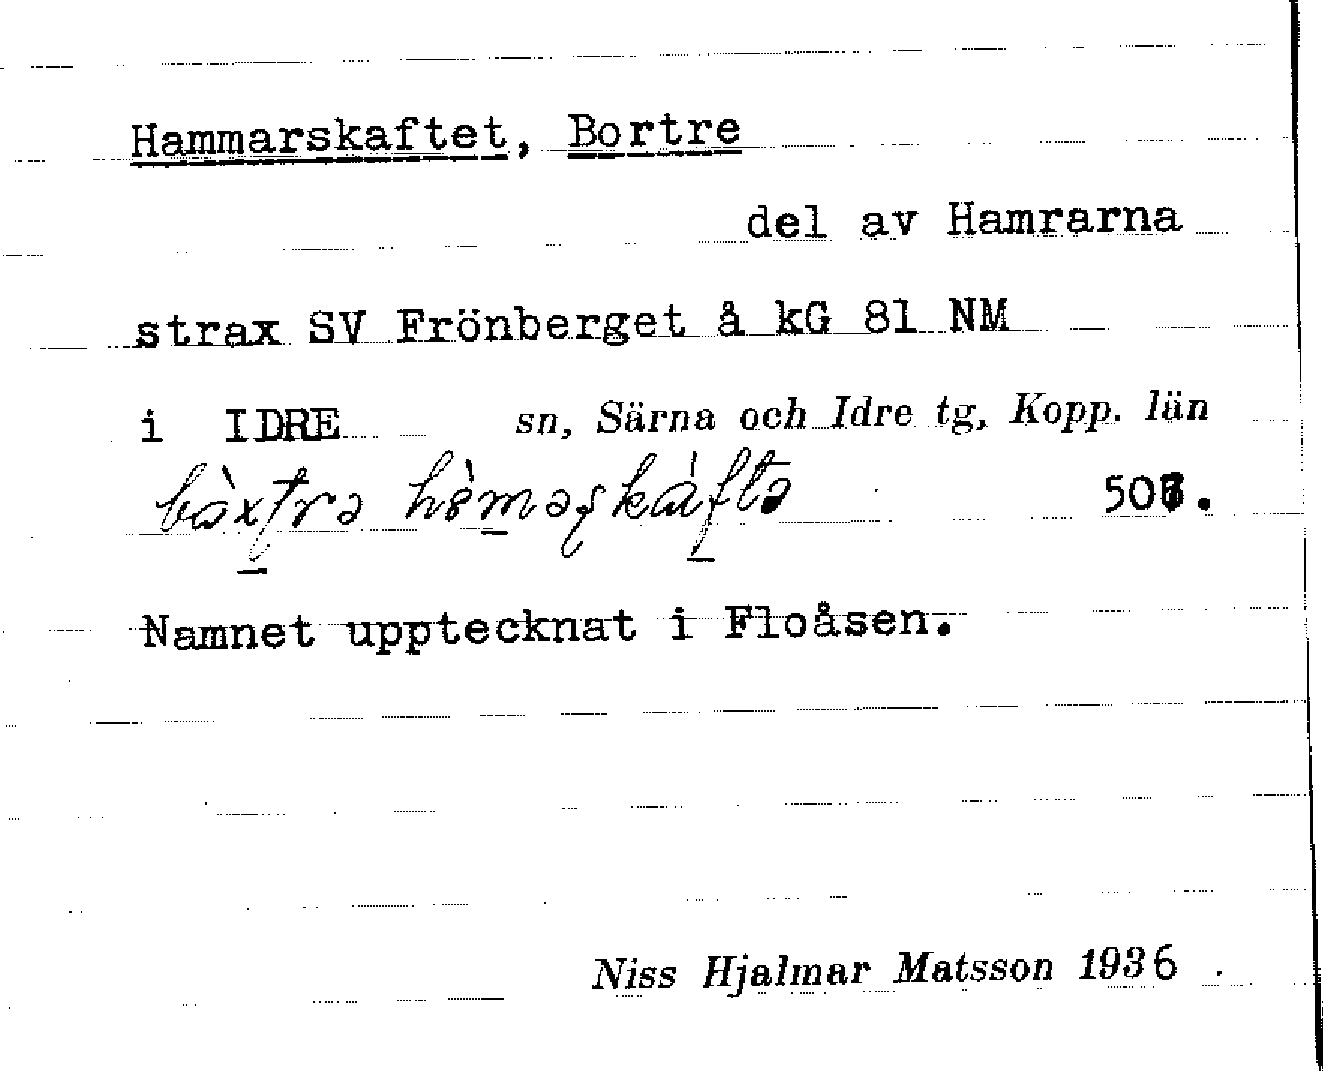 Hammarskaftet, Bortre
del av Hamrarna
strax SV Frönberget å kG 81 NM
i IDRE sn, Särna och Idre tg, Kopp. län
Namnet upptecknat i Floåsen.
Niss Hjalmar Matsson 1936